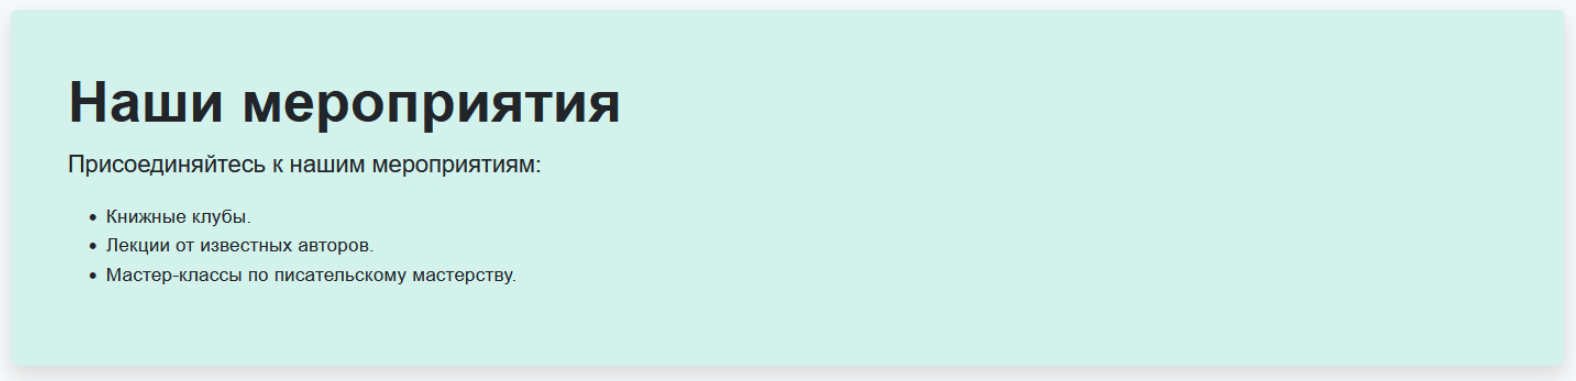 Наши мероприятия
Присоединяйтесь к нашим мероприятиям:
• Книжные клубы.
• Лекции от известных авторов.
• Мастер-классы по писательскому мастерству.